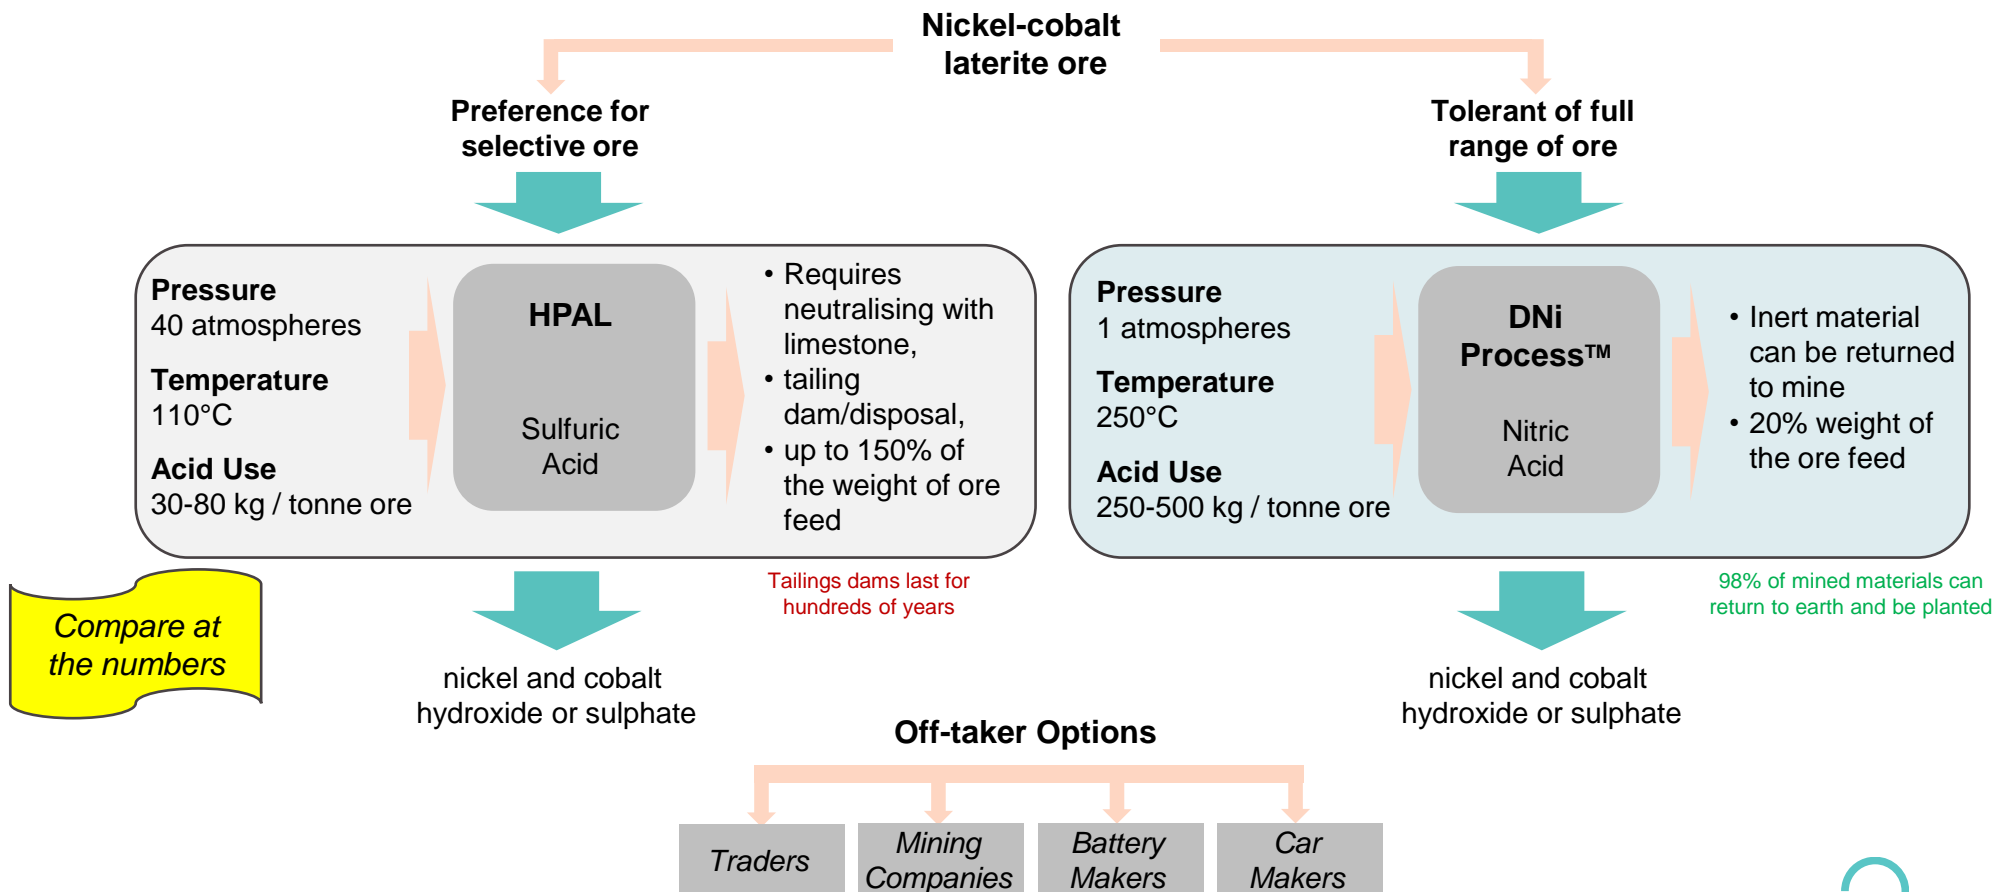 Nickel-cobalt
laterite ore
Preference for
selective ore
Tolerant of full
range of ore
Pressure
40 atmospheres
Temperature
110°C
Acid Use
30-80 kg / tonne ore
HPAL
Sulfuric
Acid
• Requires
neutralising with
limestone,
• tailing
dam/disposal,
• up to 150% of
the weight of ore
feed
Pressure
1 atmospheres
Temperature
250°C
Acid Use
250-500 kg / tonne ore
DNi
Process™
Nitric
Acid
• Inert material
can be returned
to mine
• 20% weight of
the ore feed
Compare at
the numbers
Tailings dams last for
hundreds of years
98% of mined materials can
return to earth and be planted
nickel and cobalt
hydroxide or sulphate
nickel and cobalt
hydroxide or sulphate
Off-taker Options
Traders
Mining
Companies
Battery
Makers
Car
Makers